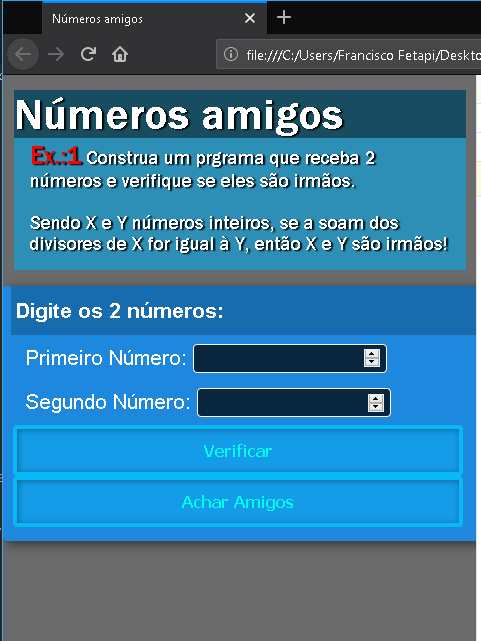 Números amigos
file:///C:/Users/Francisco Fetapi/Deskto
Números amigos
Ex.:1 Construa um prgrama que receba 2
números e verifique se eles são irmãos.
Sendo X e Y números inteiros, se a soam dos
divisores de X for igual à Y, então X e Y são irmãos!
Digite os 2 números:
Primeiro Número:
Segundo Número:
Verificar
Achar Amigos